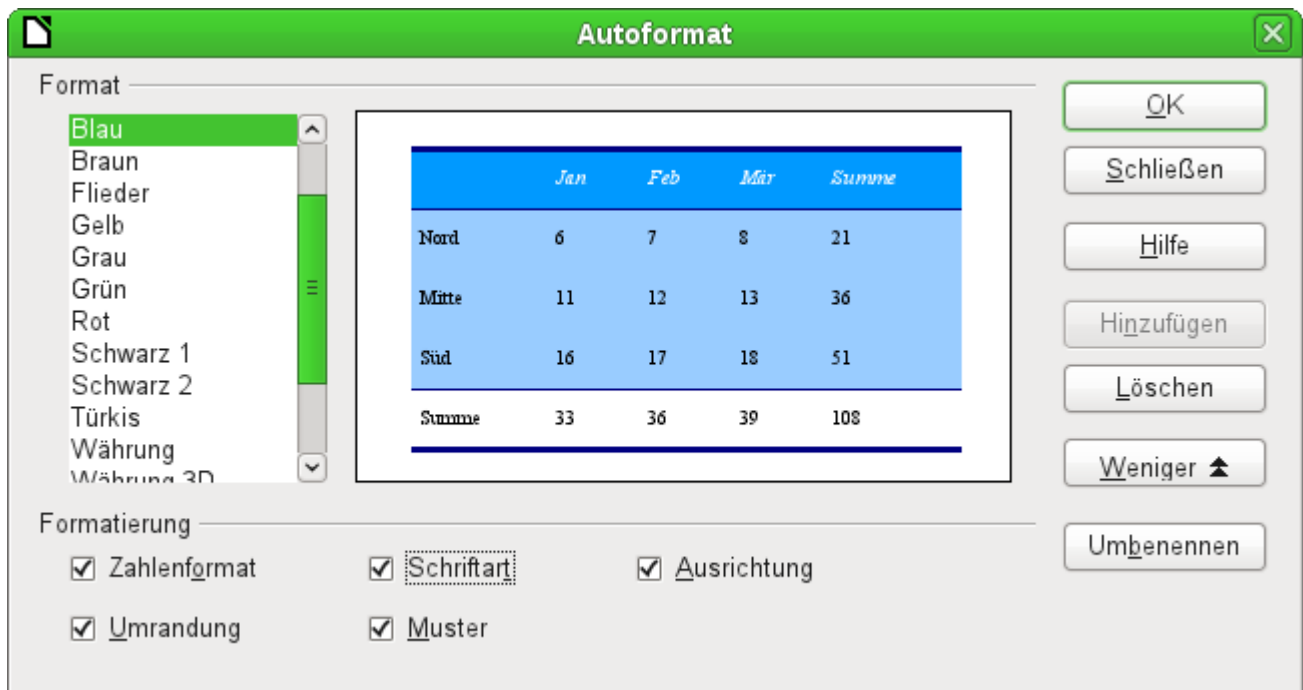 Autoformat
Format
Blau
Braun
Flieder
Gelb
Grau
Grün
Rot
Schwarz 1
Schwarz 2
Türkis
Währung
Währung 3D
Jan Feb Mär Summe
Nord 6 7 8 21
Mitte 11 12 13 36
Süd 16 17 18 51
Summe 33 36 39 108
OK
Schließen
Hilfe
Hinzufügen
Löschen
Weniger
Umbenennen
Formatierung
Zahlenformat Schriftart Ausrichtung
Umrandung Muster